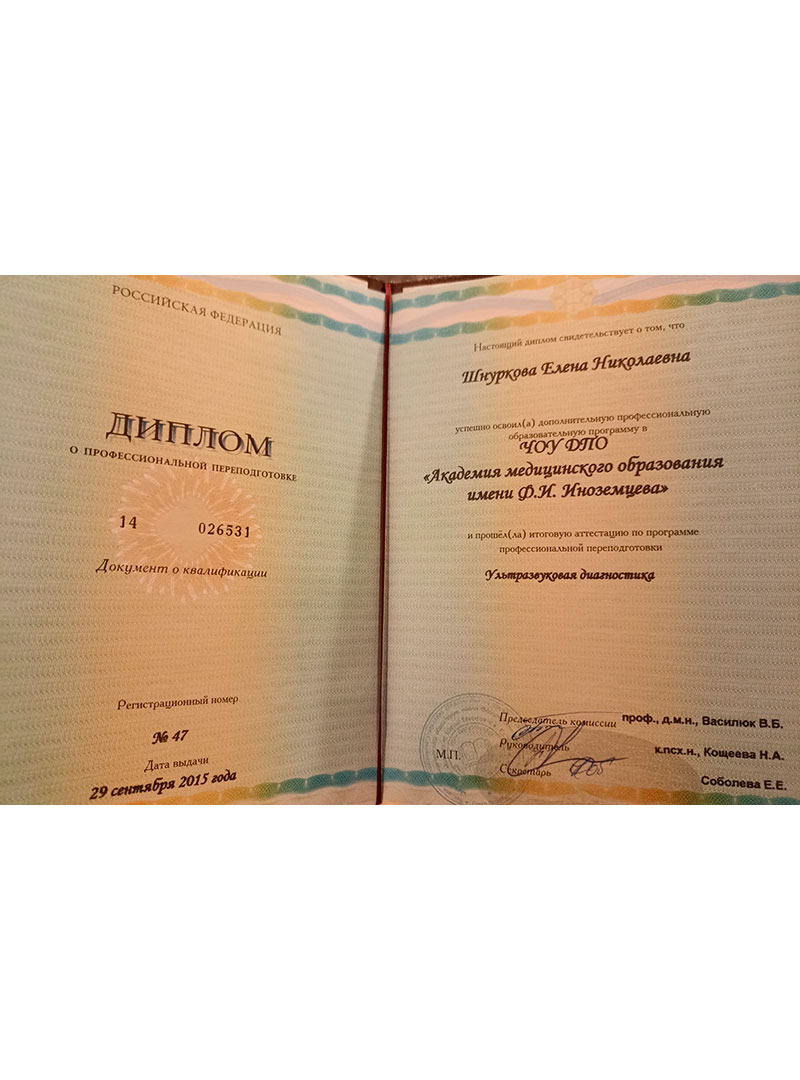 РОССИЙСКАЯ ФЕДЕРАЦИЯ
ДИПЛОМ
О ПРОФЕССИОНАЛЬНОЙ ПЕРЕПОДГОТОВКЕ
14 026531
Документ о квалификации
Регистрационный номер
№ 47
Дата выдачи
29 сентября 2015 года
Настоящий диплом свидетельствует о том, что
Шнуркова Елена Николаевна
успешно освоил(а) дополнительную профессиональную
образовательную программу в
ЧОУ ДПО
«Академия медицинского образования
имени Ф.И. Иноземцева»
и прошёл(ла) итоговую аттестацию по программе
профессиональной переподготовки
Ультразвуковая диагностика
Председатель комиссии проф., д.м.н., Василюк В.Б.
М.П. Руководитель к.псх.н., Кощеева Н.А.
Секретарь Соболева Е.Е.